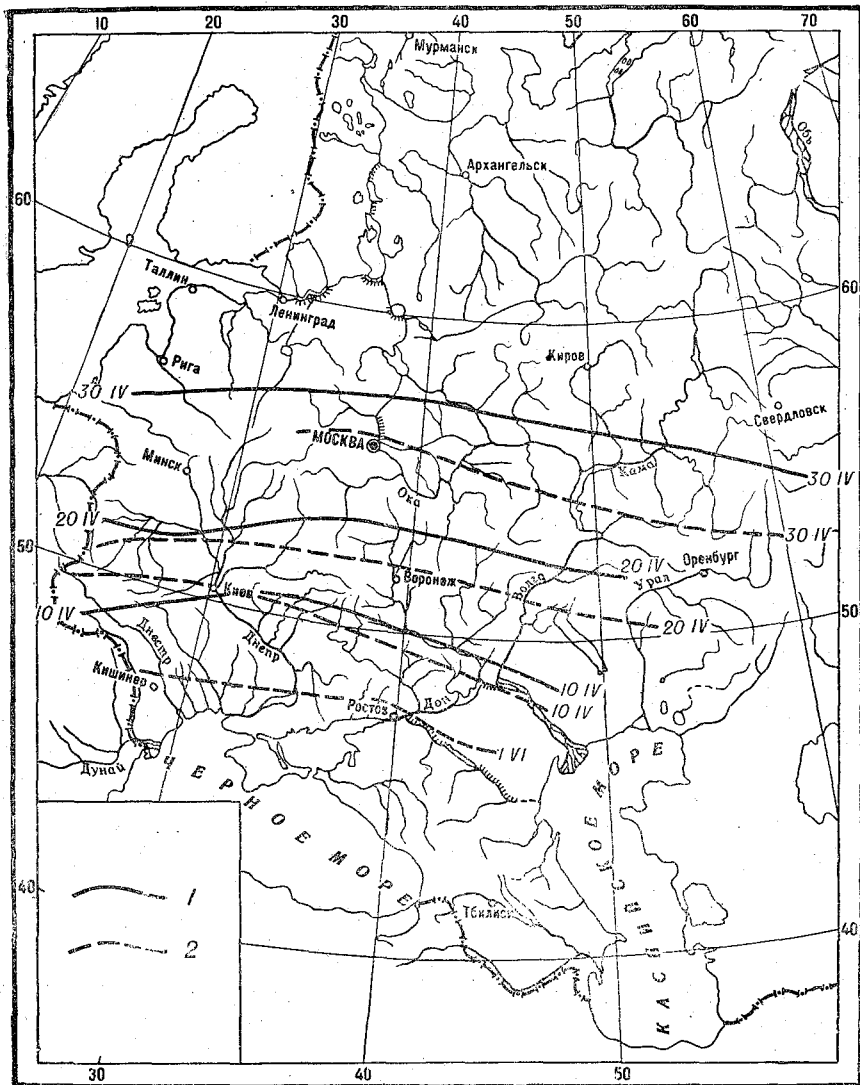 10 20 30 40 50 60 70
Мурманск
Обь
Архангельск
60
Таллин
60
Ленинград
Киров
Рига
30 IV
Свердловск
МОСКВА
Минск
Кама
30 IV
Ока
20 IV
30 IV
50
20 IV
Оренбург
Волга
Урал
Воронеж
50
20 IV
Киев
10 IV
Днестр
Днепр
10 IV
Кишинев
10 IV
Дон
Ростов
1 VI
Дунай
ЧЕРНОЕ МОРЕ
КАСПИЙСКОЕ МОРЕ
1
40
2
Тбилиси
40
30 40 50